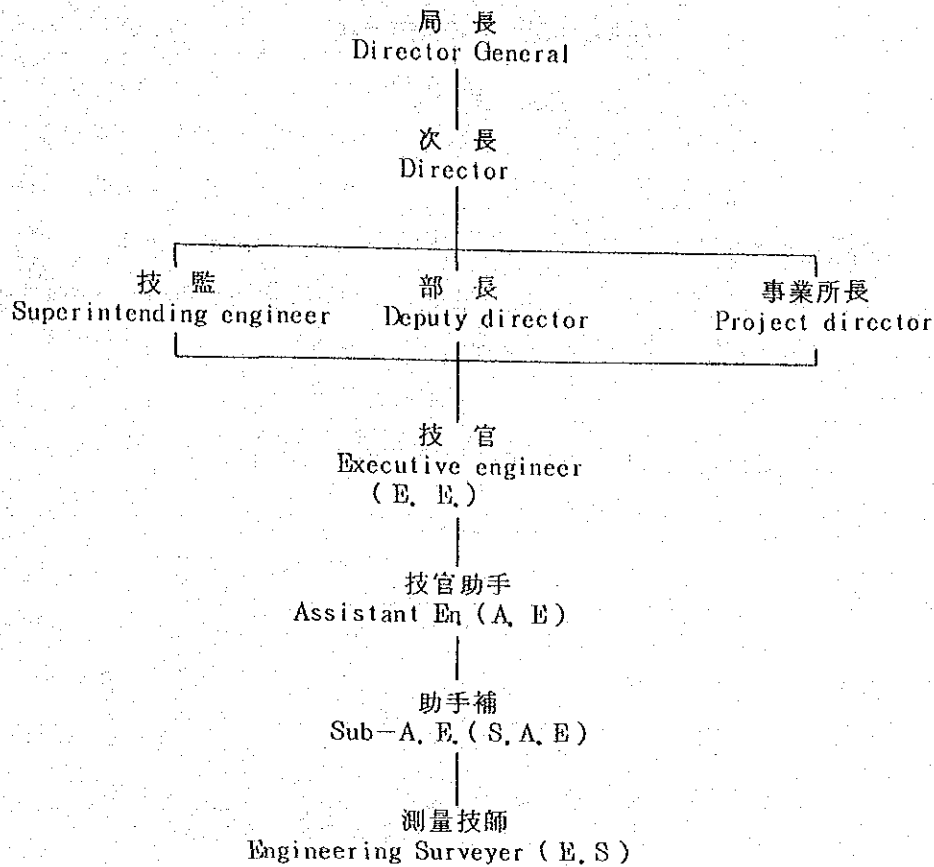 局 長
Director General
次 長
Director
技 監
Superintending engineer
部 長
Deputy director
事業所長
Project director
技 官
Executive engineer
( E. E. )
技官助手
Assistant En ( A. E )
助手補
Sub-A. E. ( S. A. E )
測量技師
Engineering Surveyer ( E. S )